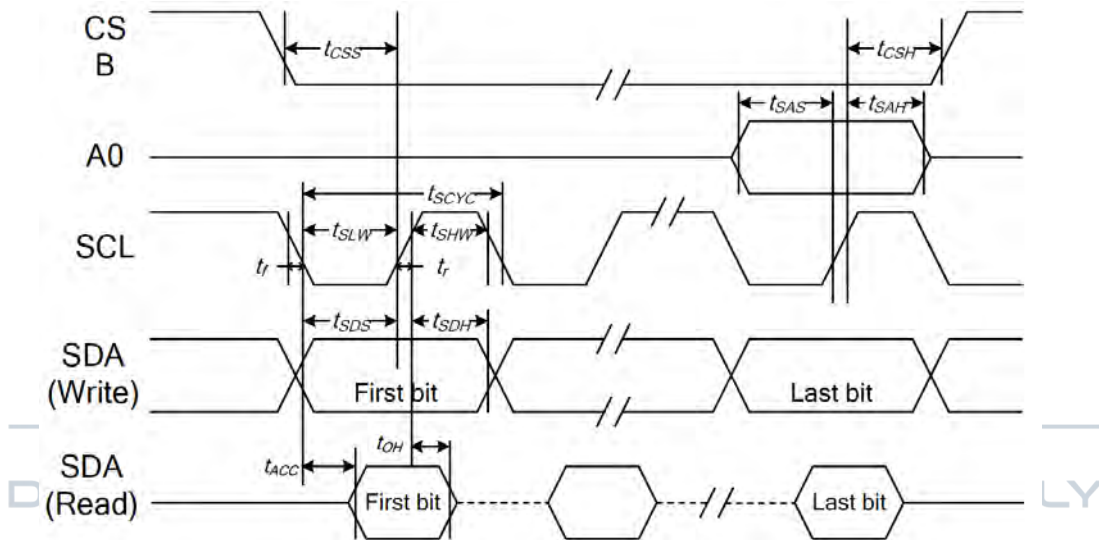 CS
B
tCSS
tCSH
tSAS
tSAH
A0
tSCYC
SCL
tSLW
tSHW
tf
tr
tSDS
tSDH
SDA
(Write)
First bit
Last bit
tOH
SDA
(Read)
tACC
First bit
Last bit
LY